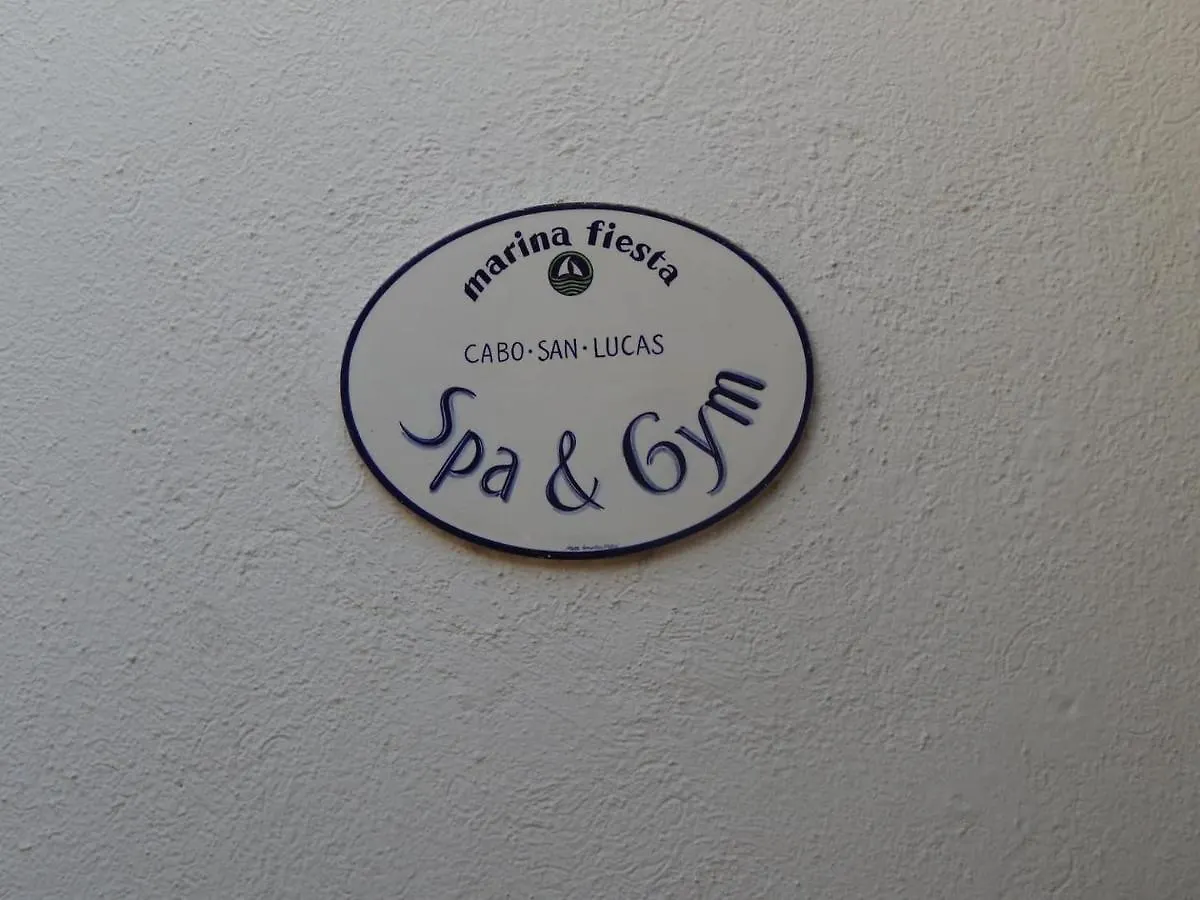 marina fiesta
CABO·SAN·LUCAS
Spa & Gym